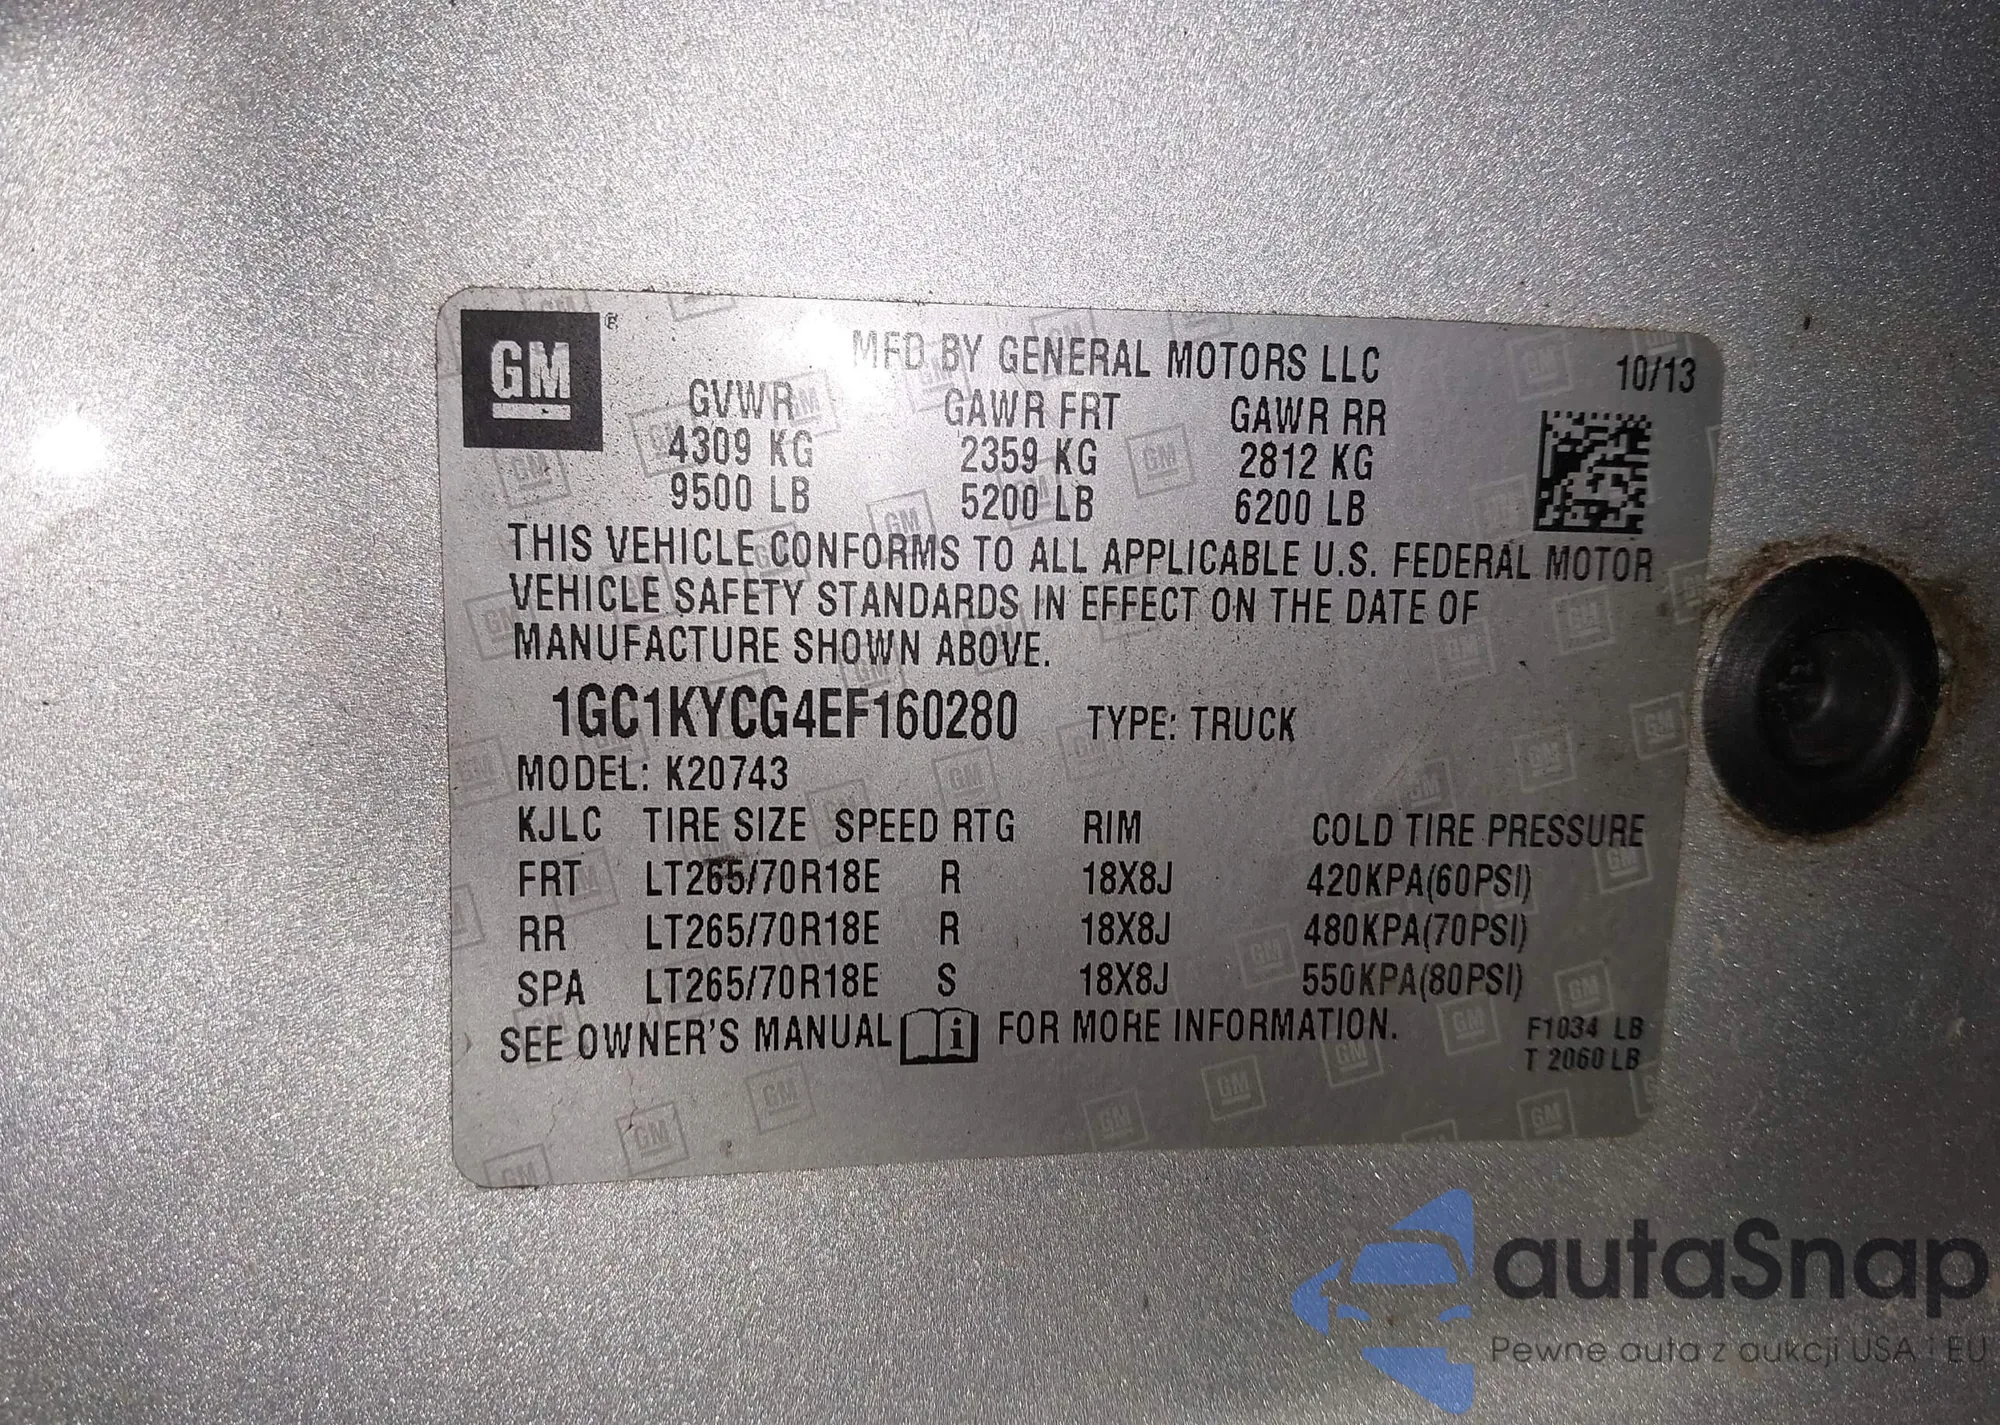 GM ®
MFD BY GENERAL MOTORS LLC 10/13
GVWR GAWR FRT GAWR RR
4309 KG 2359 KG 2812 KG
9500 LB 5200 LB 6200 LB
THIS VEHICLE CONFORMS TO ALL APPLICABLE U.S. FEDERAL MOTOR
VEHICLE SAFETY STANDARDS IN EFFECT ON THE DATE OF
MANUFACTURE SHOWN ABOVE.
1GC1KYCG4EF160280 TYPE: TRUCK
MODEL: K20743
KJLC TIRE SIZE SPEED RTG RIM COLD TIRE PRESSURE
FRT LT265/70R18E R 18X8J 420KPA(60PSI)
RR LT265/70R18E R 18X8J 480KPA(70PSI)
SPA LT265/70R18E S 18X8J 550KPA(80PSI)
SEE OWNER'S MANUAL i FOR MORE INFORMATION.
F1034 LB
T 2060 LB
autaSnap
Pewne auta z aukcji USA i EU